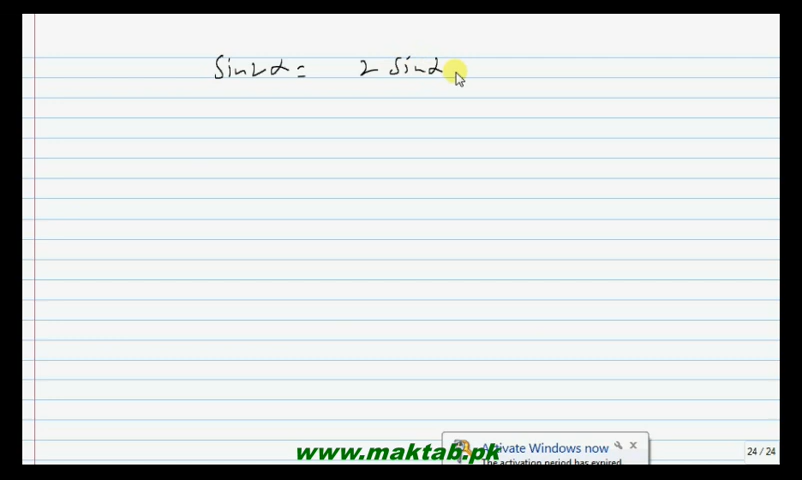 Sin2α = 2 Sinα
Activate Windows now
www.maktab.pk
The activation period has expired
24 / 24